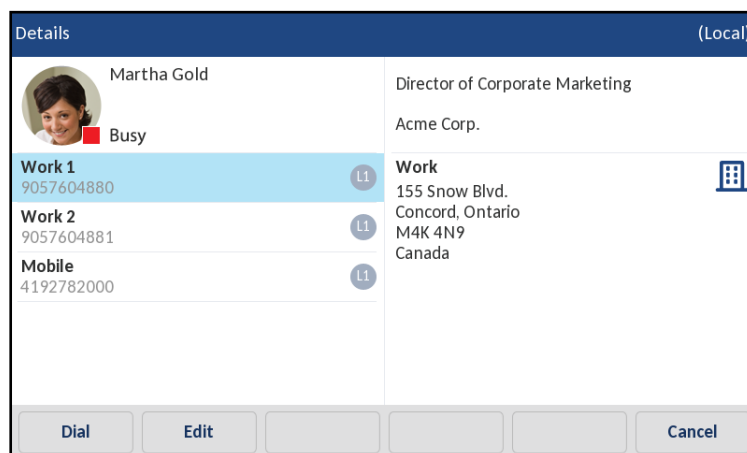 Details
(Local)
Martha Gold
Busy
Director of Corporate Marketing
Acme Corp.
Work 1
9057604880
L1
Work 2
9057604881
L1
Mobile
4192782000
L1
Work
155 Snow Blvd.
Concord, Ontario
M4K 4N9
Canada
Dial
Edit
Cancel